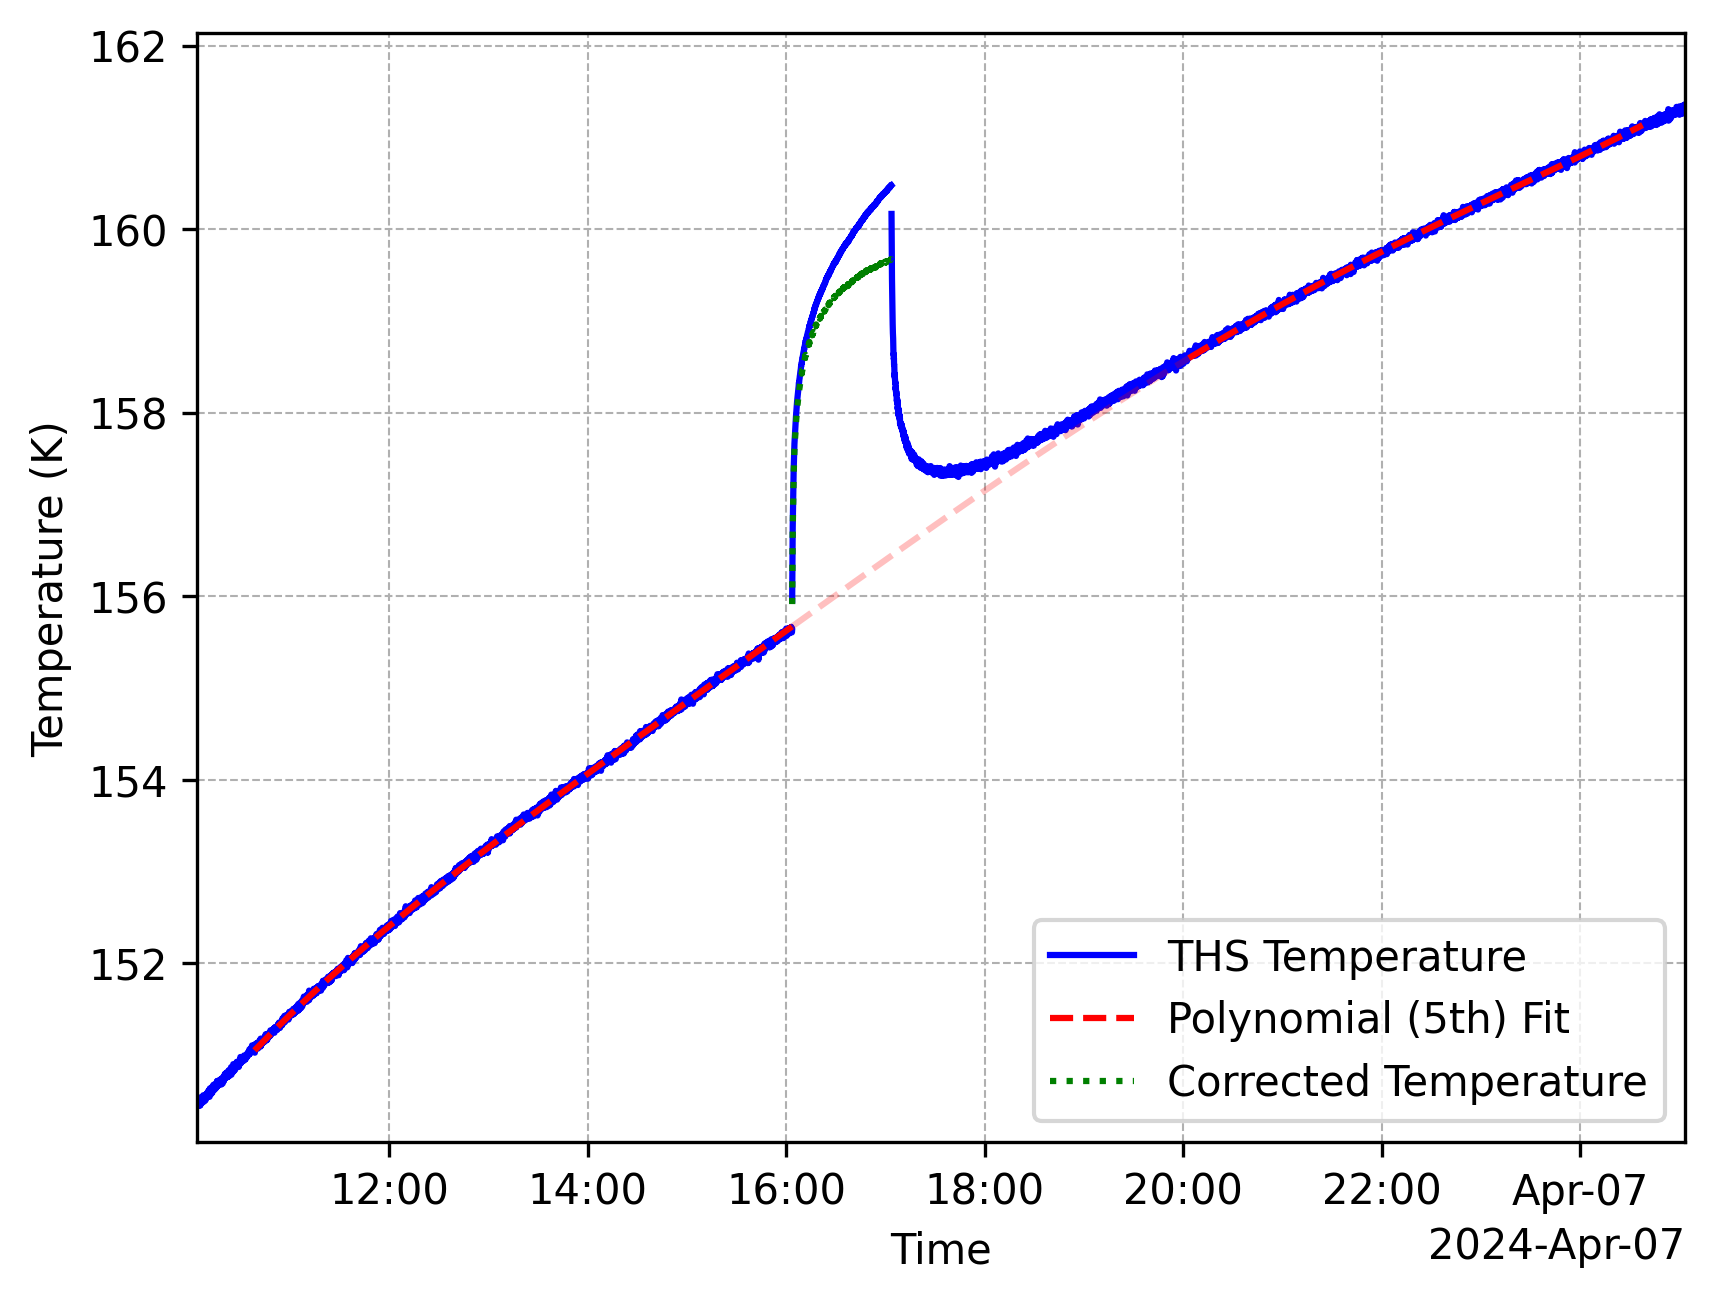 162
160
158
156
154
152
Temperature (K)
THS Temperature
Polynomial (5th) Fit
Corrected Temperature
12:00 14:00 16:00 18:00 20:00 22:00 Apr-07
2024-Apr-07
Time